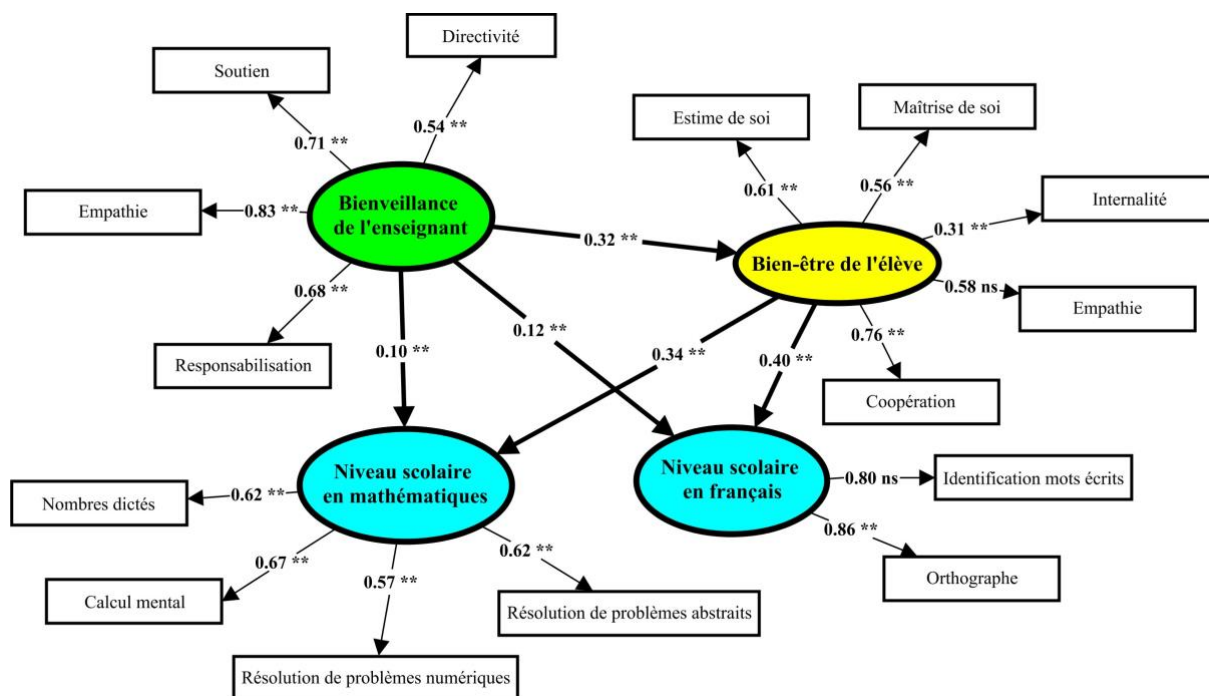 Directivité
Soutien
Maîtrise de soi
Estime de soi
0.54 **
0.71 **
0.56 **
0.61 **
Internalité
Empathie
0.83 **
Bienveillance
de l'enseignant
0.31 **
0.32 **
Bien-être de l'élève
0.58 ns
Empathie
0.68 **
0.12 **
0.76 **
0.10 **
0.34 **
0.40 **
Responsabilisation
Coopération
Niveau scolaire
en mathématiques
Niveau scolaire
en français
0.80 ns
Identification mots écrits
Nombres dictés
0.62 **
0.86 **
0.62 **
0.67 **
0.57 **
Orthographe
Calcul mental
Résolution de problèmes abstraits
Résolution de problèmes numériques